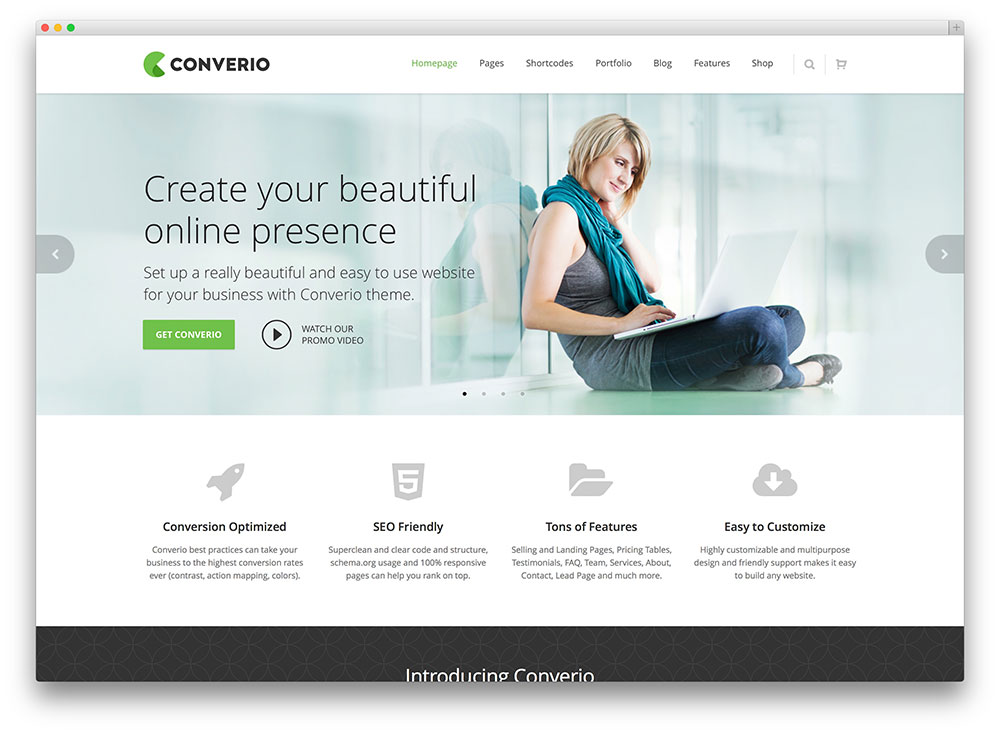 CONVERIO
Homepage Pages Shortcodes Portfolio Blog Features Shop
Create your beautiful
online presence
Set up a really beautiful and easy to use website
for your business with Converio theme.
GET CONVERIO
WATCH OUR
PROMO VIDEO
Conversion Optimized
Converio best practices can take your
business to the highest conversion rates
ever (contrast, action mapping, colors).
SEO Friendly
Superclean and clear code and structure,
schema.org usage and 100% responsive
pages can help you rank on top.
Tons of Features
Selling and Landing Pages, Pricing Tables,
Testimonials, FAQ, Team, Services, About,
Contact, Lead Page and much more.
Easy to Customize
Highly customizable and multipurpose
design and friendly support makes it easy
to build any website.
Introducing Converio